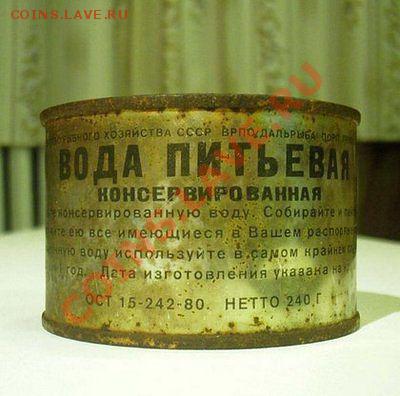 COINS.LAVE.RU
РЫБНОГО ХОЗЯЙСТВА СССР ВРПО„ДАЛЬРЫБА"
ВОДА ПИТЬЕВАЯ
КОНСЕРВИРОВАННАЯ
консервированную воду. Собирайте и
ею все имеющиеся в Вашем
воду используйте в самом крайнем
год. Дата изготовления указана на
ОСТ 15-242-80. НЕТТО 240 Г